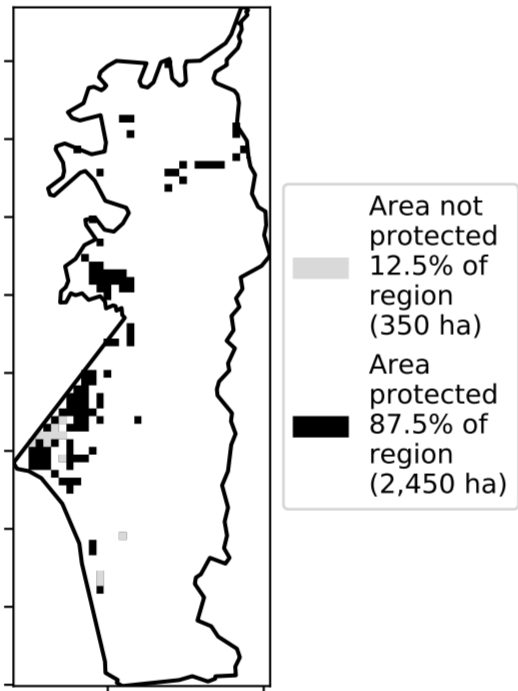 Area not
protected
12.5% of
region
(350 ha)
Area
protected
87.5% of
region
(2,450 ha)